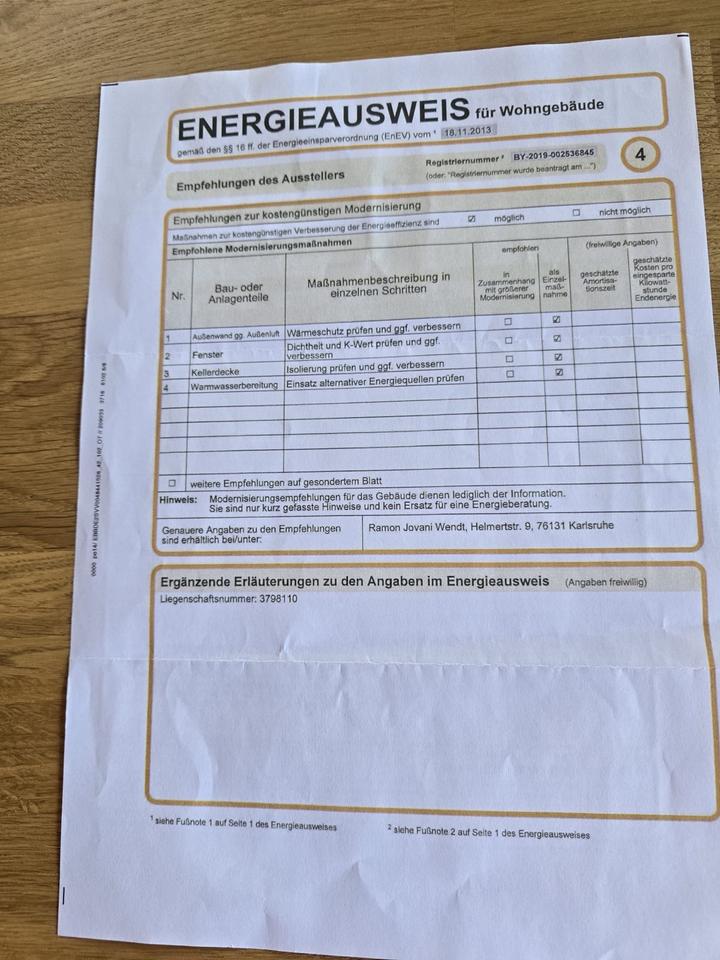 ENERGIEAUSWEIS für Wohngebäude
gemäß den §§ 16 ff. der Energieeinsparverordnung (EnEV) vom ¹ 18.11.2013
Empfehlungen des Ausstellers
Registriernummer ² BY-2019-002536845
(oder: "Registriernummer wurde beantragt am ...")
4
Empfehlungen zur kostengünstigen Modernisierung
Maßnahmen zur kostengünstigen Verbesserung der Energieeffizienz sind ☑ möglich ☐ nicht möglich
Empfohlene Modernisierungsmaßnahmen
Nr.
Bau- oder
Anlagenteile
Maßnahmenbeschreibung in
einzelnen Schritten
empfohlen
in
Zusammenhang
mit größerer
Modernisierung
als
Einzel-
maß-
nahme
(freiwillige Angaben)
geschätzte
Amortisa-
tionszeit
geschätzte
Kosten pro
eingesparte
Kilowatt-
stunde
Endenergie
1 Außenwand gg. Außenluft Wärmeschutz prüfen und ggf. verbessern ☐ ☑
2 Fenster Dichtheit und K-Wert prüfen und ggf.
verbessern ☐ ☑
3 Kellerdecke Isolierung prüfen und ggf. verbessern ☐ ☑
4 Warmwasserbereitung Einsatz alternativer Energiequellen prüfen ☐ ☑
☐ weitere Empfehlungen auf gesondertem Blatt
Hinweis: Modernisierungsempfehlungen für das Gebäude dienen lediglich der Information.
Sie sind nur kurz gefasste Hinweise und kein Ersatz für eine Energieberatung.
Genauere Angaben zu den Empfehlungen
sind erhältlich bei/unter:
Ramon Jovani Wendt, Helmertstr. 9, 76131 Karlsruhe
Ergänzende Erläuterungen zu den Angaben im Energieausweis (Angaben freiwillig)
Liegenschaftsnummer: 3798110
¹ siehe Fußnote 1 auf Seite 1 des Energieausweises
² siehe Fußnote 2 auf Seite 1 des Energieausweises